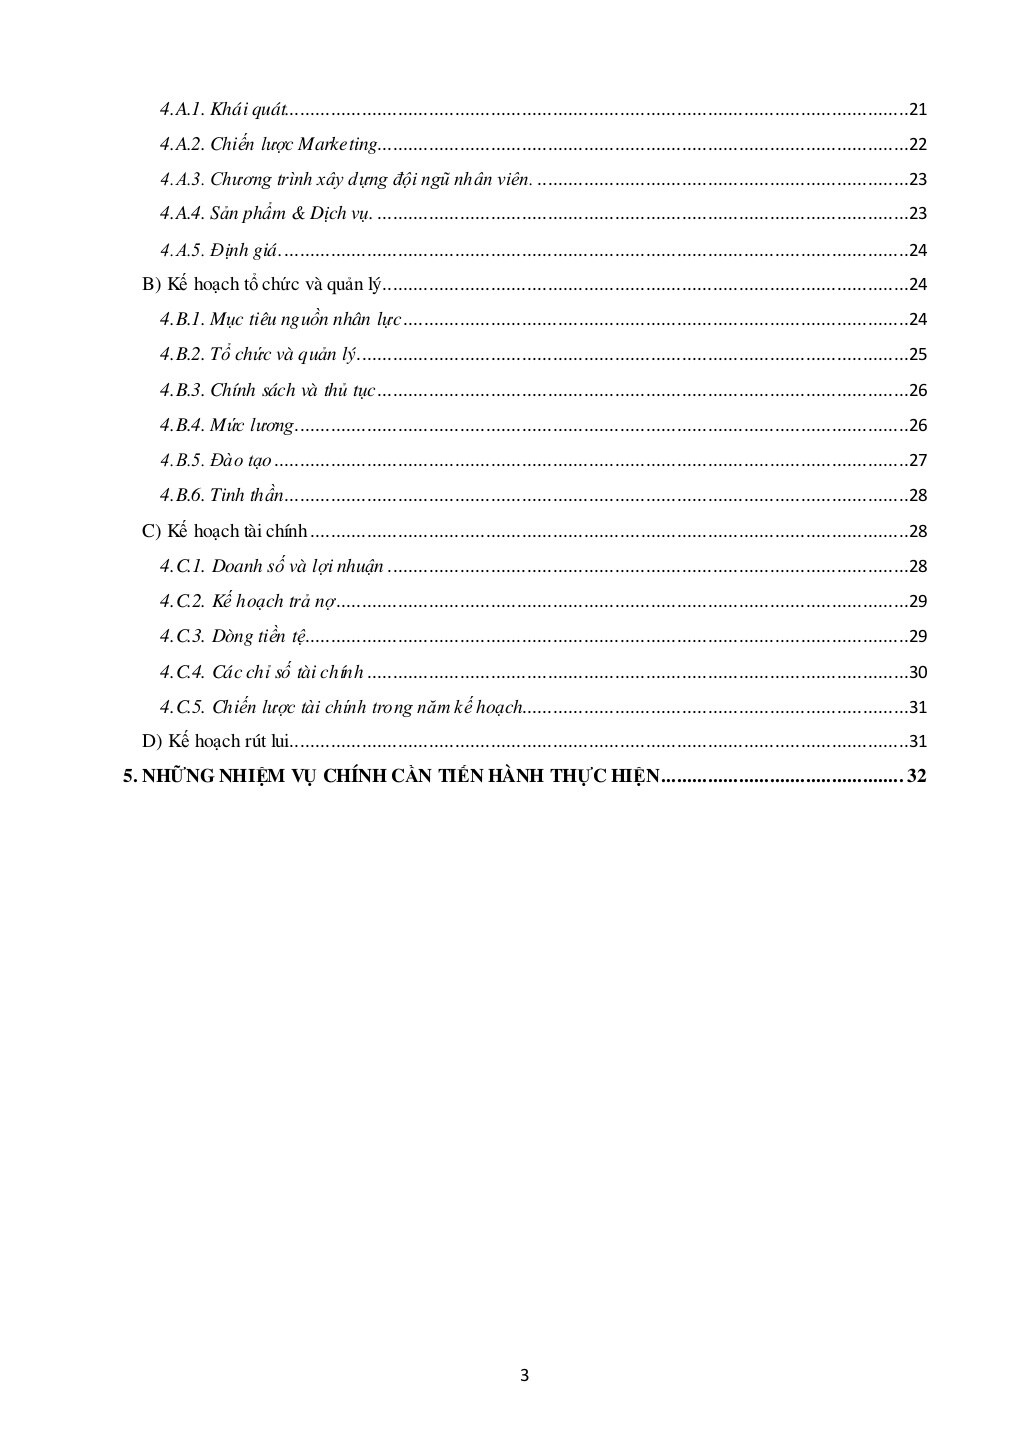 4.A.1. Khái quát.......................................................................................................................21
4.A.2. Chiến lược Marketing.....................................................................................................22
4.A.3. Chương trình xây dựng đội ngũ nhân viên. .......................................................................23
4.A.4. Sản phẩm & Dịch vụ. ......................................................................................................23
4.A.5. Định giá.........................................................................................................................24
B) Kế hoạch tổ chức và quản lý....................................................................................................24
4.B.1. Mục tiêu nguồn nhân lực.................................................................................................24
4.B.2. Tổ chức và quản lý..........................................................................................................25
4.B.3. Chính sách và thủ tục......................................................................................................26
4.B.4. Mức lương......................................................................................................................26
4.B.5. Đào tạo..........................................................................................................................27
4.B.6. Tinh thần........................................................................................................................28
C) Kế hoạch tài chính...................................................................................................................28
4.C.1. Doanh số và lợi nhuận ....................................................................................................28
4.C.2. Kế hoạch trả nợ..............................................................................................................29
4.C.3. Dòng tiền tệ....................................................................................................................29
4.C.4. Các chỉ số tài chính ........................................................................................................30
4.C.5. Chiến lược tài chính trong năm kế hoạch..........................................................................31
D) Kế hoạch rút lui.......................................................................................................................31
5. NHỮNG NHIỆM VỤ CHÍNH CẦN TIẾN HÀNH THỰC HIỆN............................................... 32
3